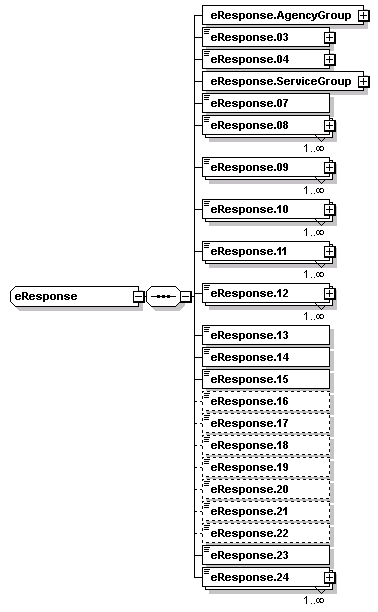 eResponse.AgencyGroup
eResponse.03
eResponse.04
eResponse.ServiceGroup
eResponse.07
eResponse.08
1..∞
eResponse.09
1..∞
eResponse.10
1..∞
eResponse.11
1..∞
eResponse
eResponse.12
1..∞
eResponse.13
eResponse.14
eResponse.15
eResponse.16
eResponse.17
eResponse.18
eResponse.19
eResponse.20
eResponse.21
eResponse.22
eResponse.23
eResponse.24
1..∞